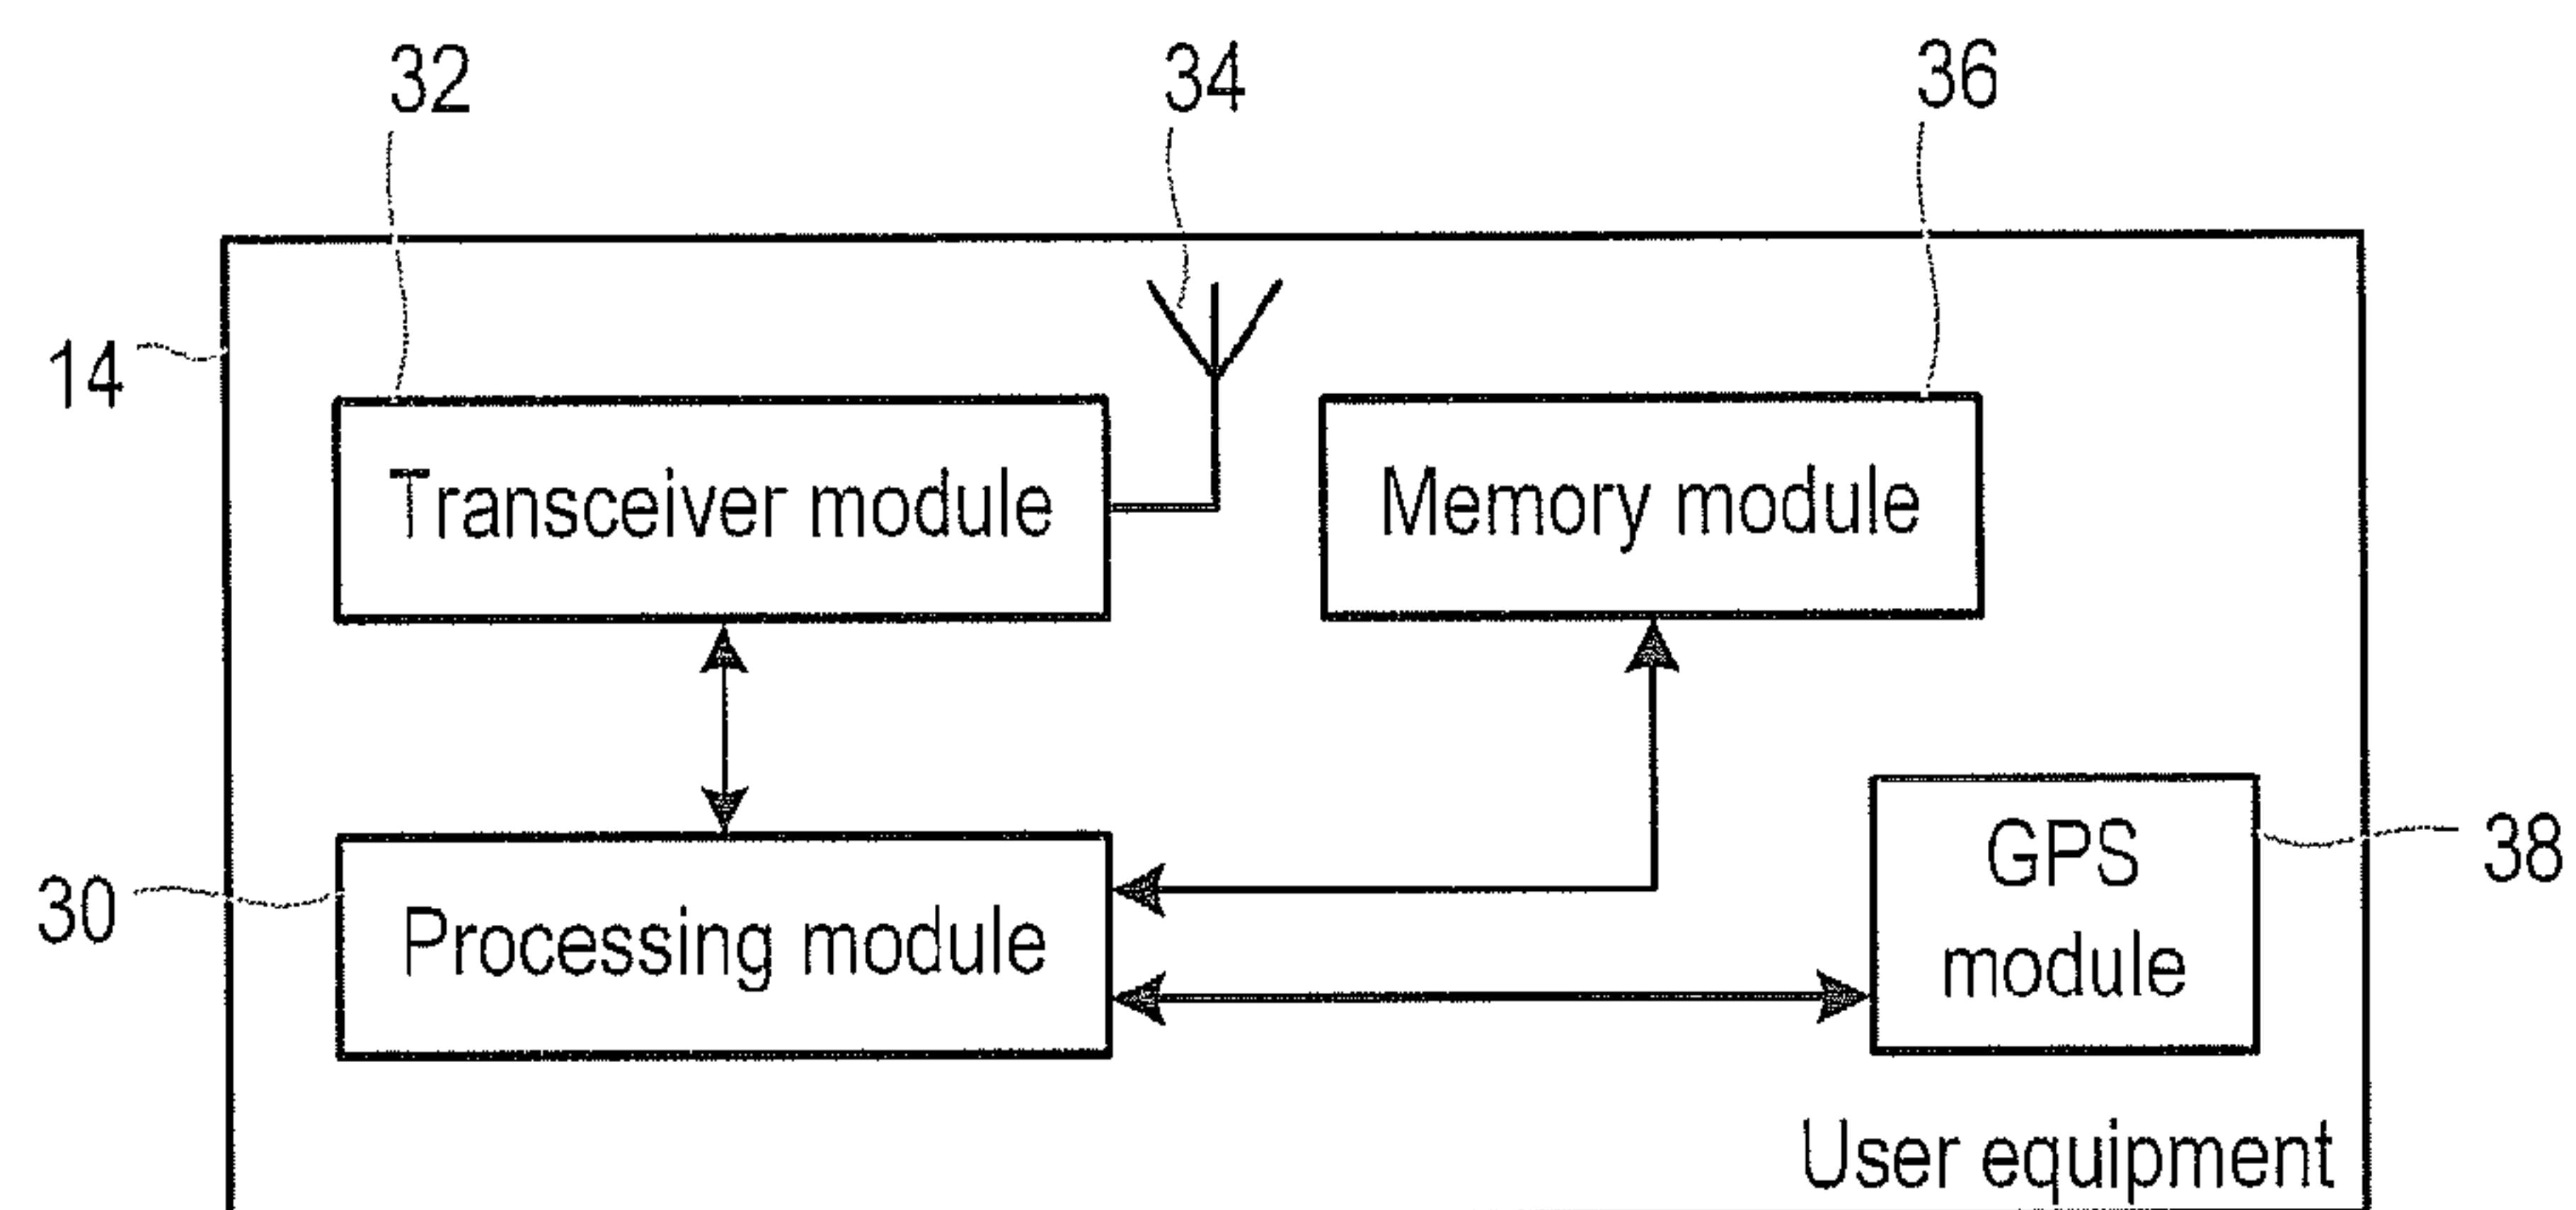 32
34
36
14
Transceiver module
Memory module
30
Processing module
GPS
module
38
User equipment